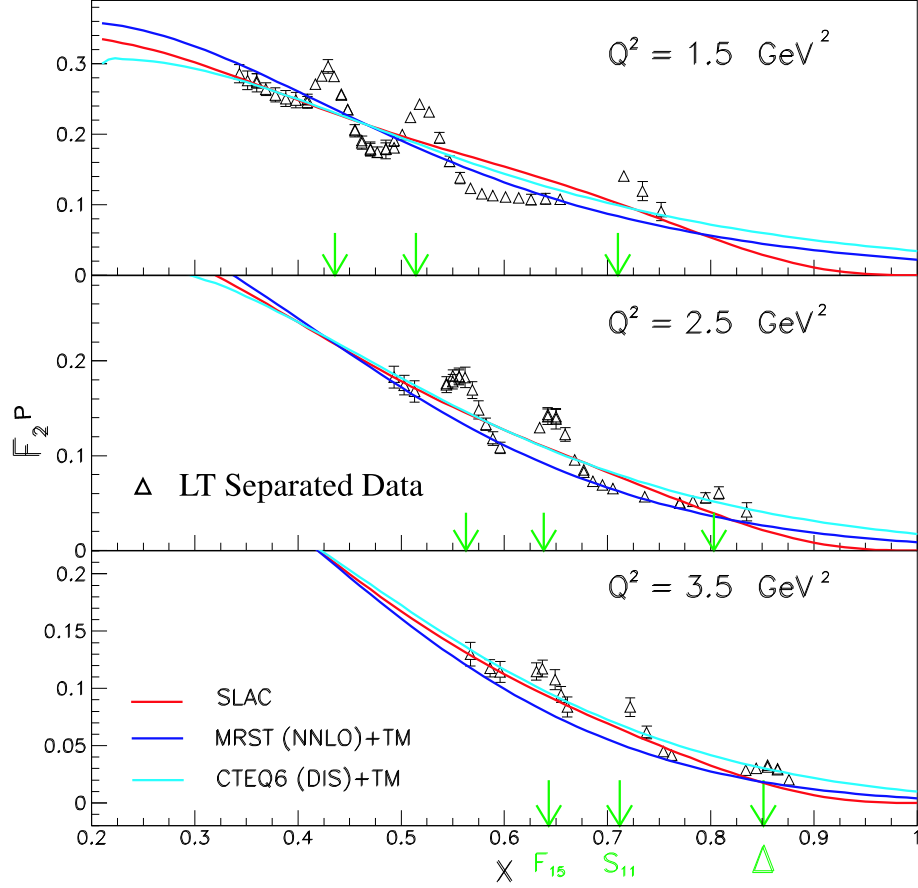 Q² = 1.5 GeV²
0.3
0.2
0.1
0
Q² = 2.5 GeV²
0.2
0.1
0
F₂ᴾ
△ LT Separated Data
Q² = 3.5 GeV²
0.2
0.15
0.1
0.05
0
SLAC
MRST (NNLO)+TM
CTEQ6 (DIS)+TM
0.2 0.3 0.4 0.5 0.6 0.7 0.8 0.9 1
X F₁₅ S₁₁ Δ